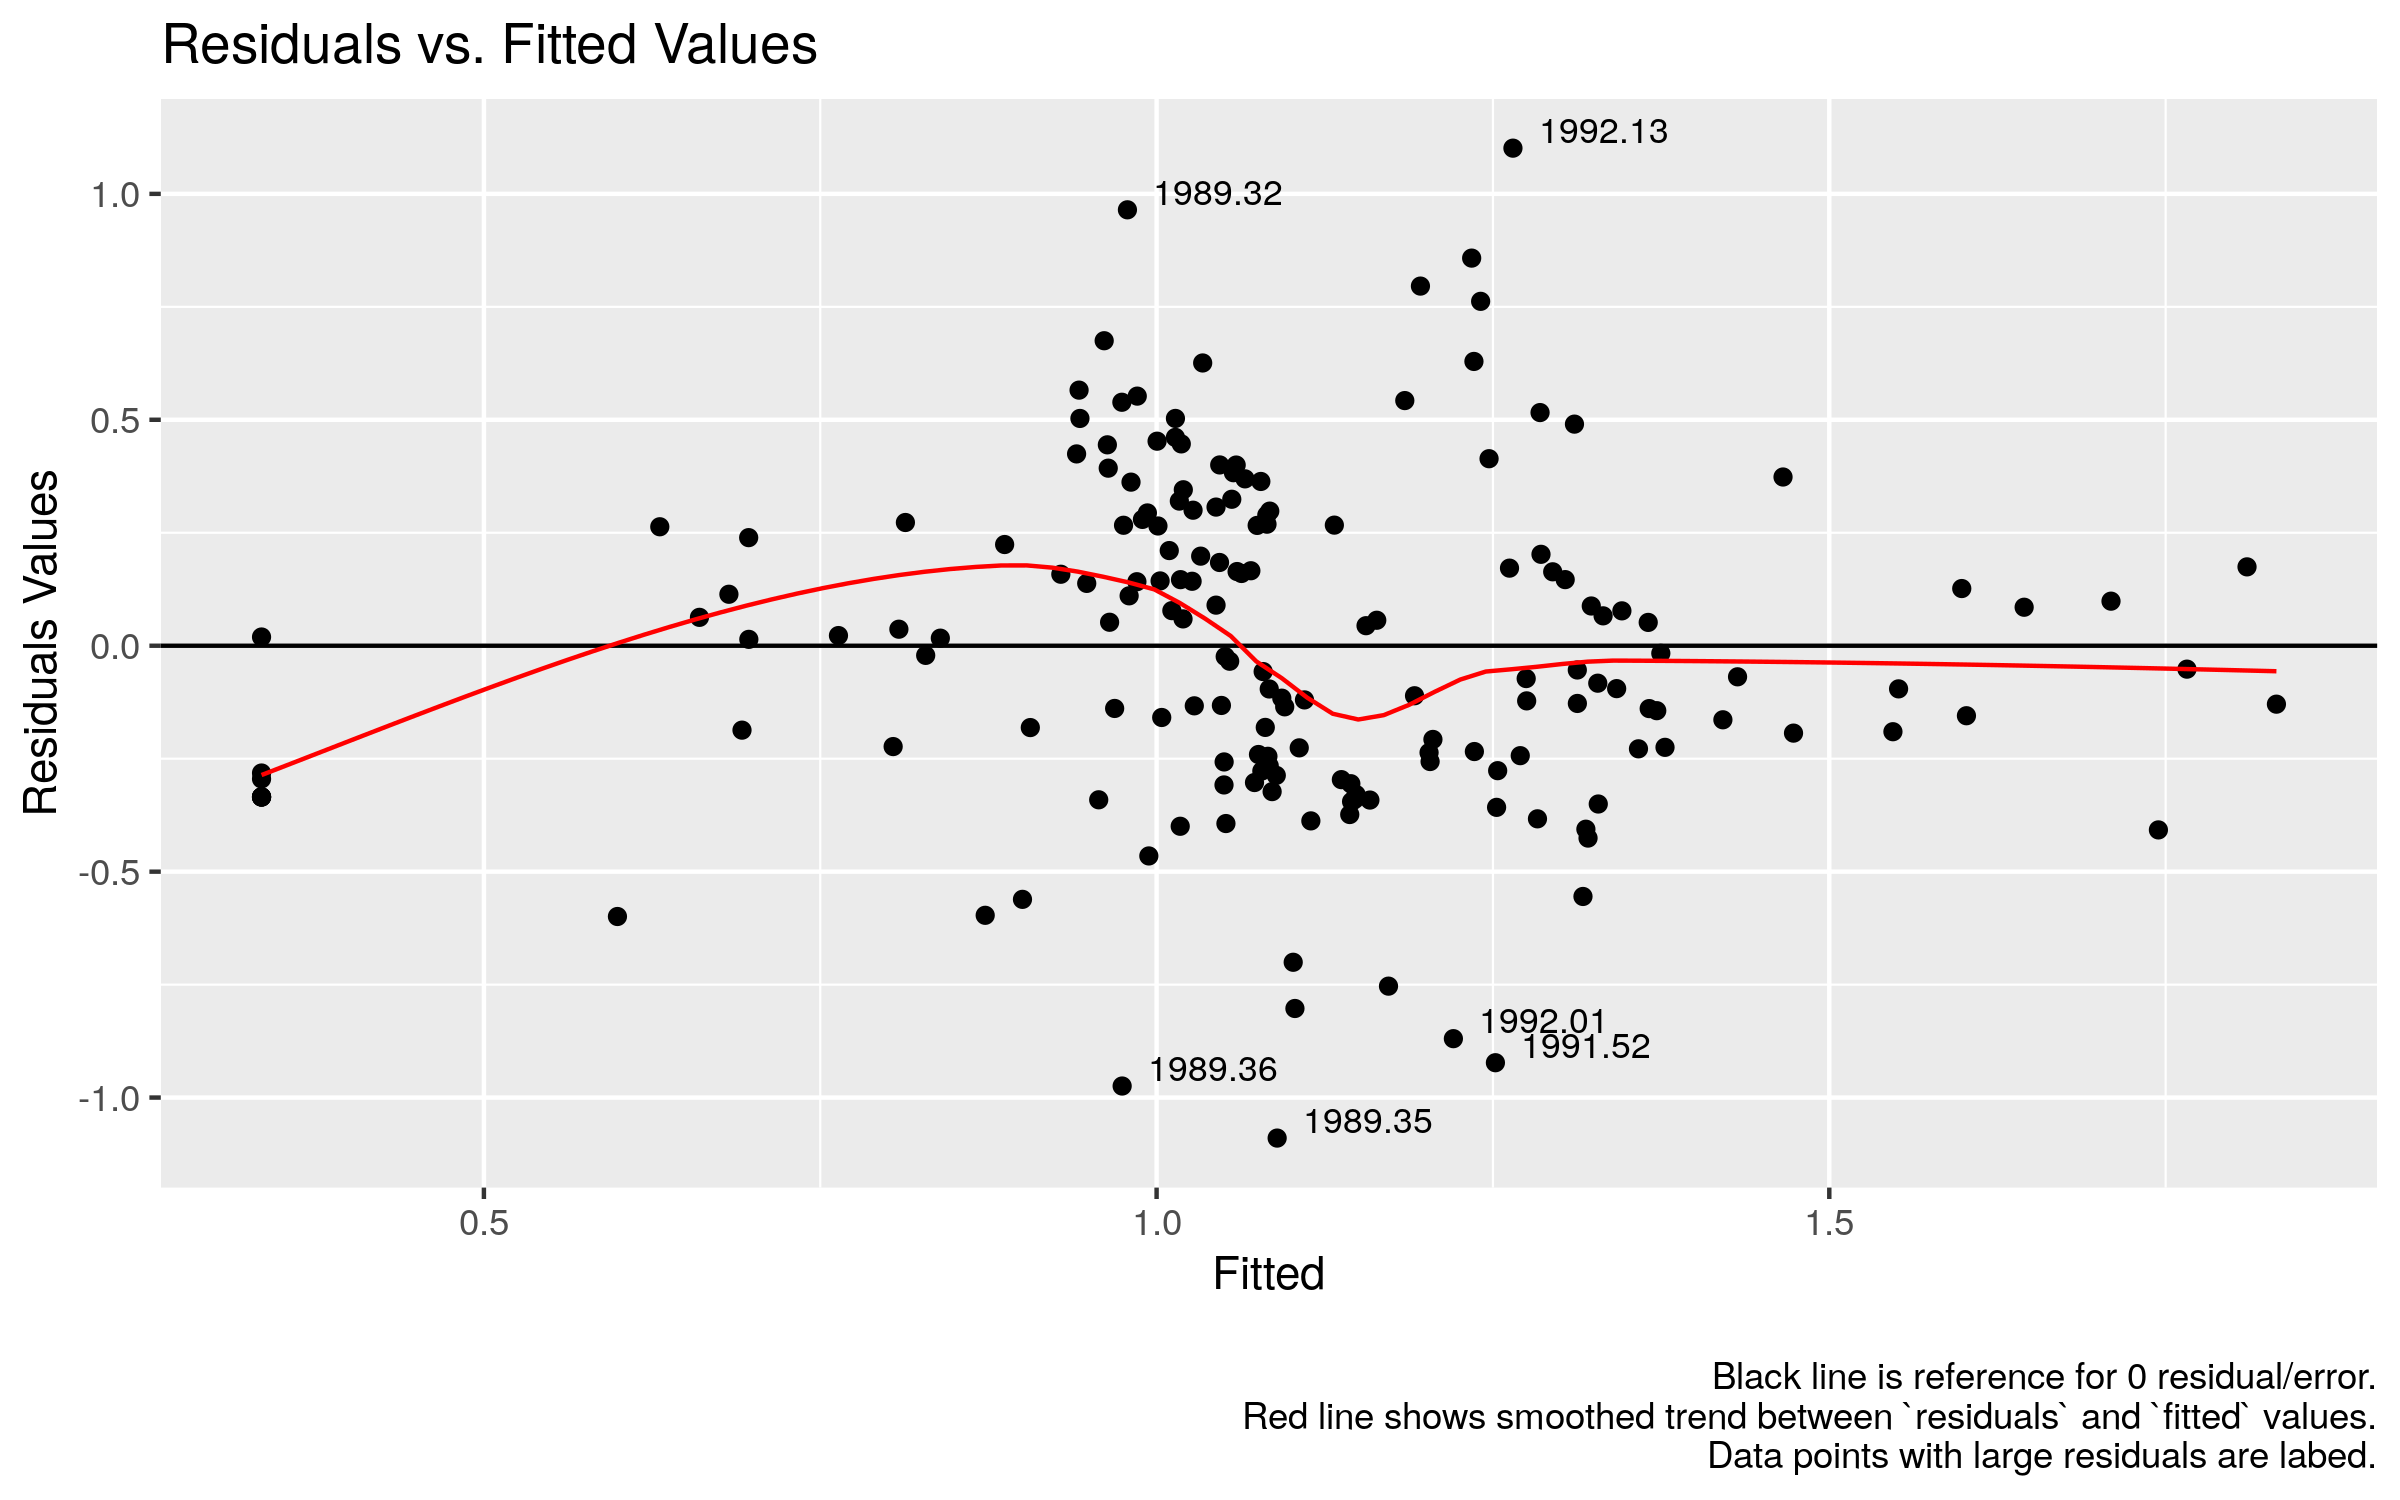 Residuals vs. Fitted Values
1992.13
1989.32
1.0
0.5
0.0
-0.5
-1.0
Residuals Values
1992.01
1991.52
1989.36
1989.35
0.5
1.0
1.5
Fitted
Black line is reference for 0 residual/error.
Red line shows smoothed trend between `residuals` and `fitted` values.
Data points with large residuals are labed.